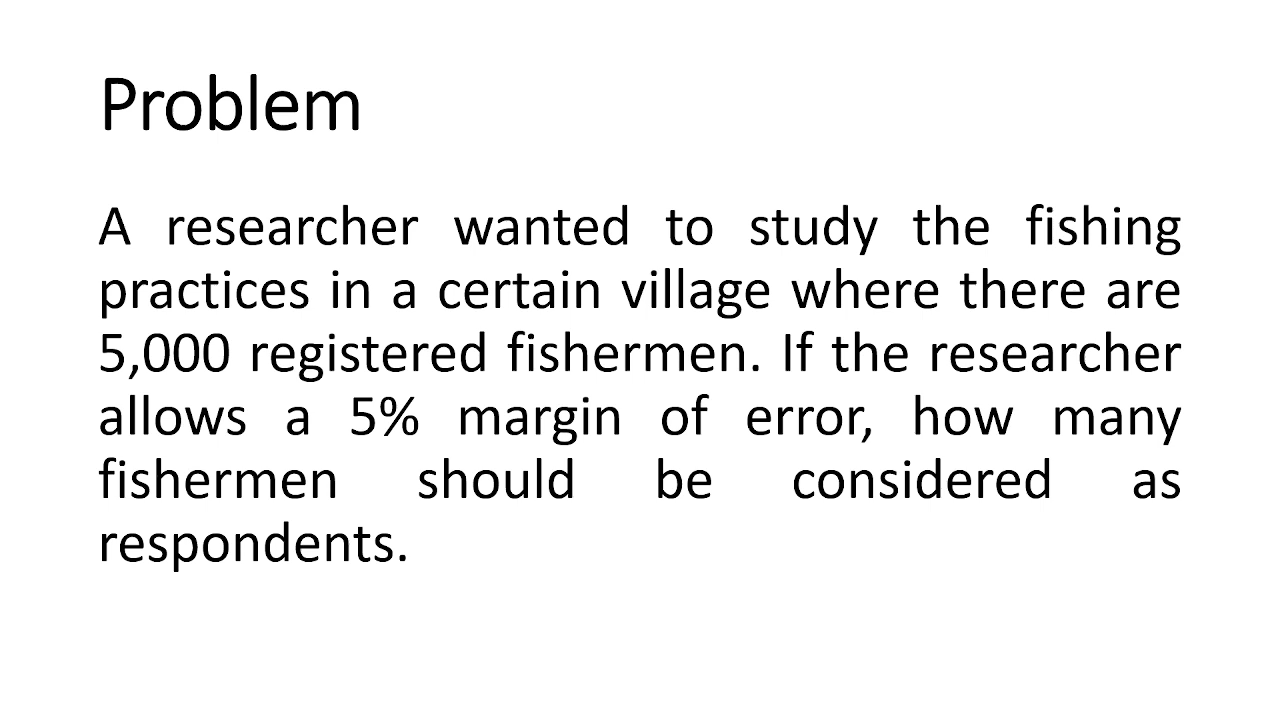 Problem
A researcher wanted to study the fishing
practices in a certain village where there are
5,000 registered fishermen. If the researcher
allows a 5% margin of error, how many
fishermen should be considered as
respondents.